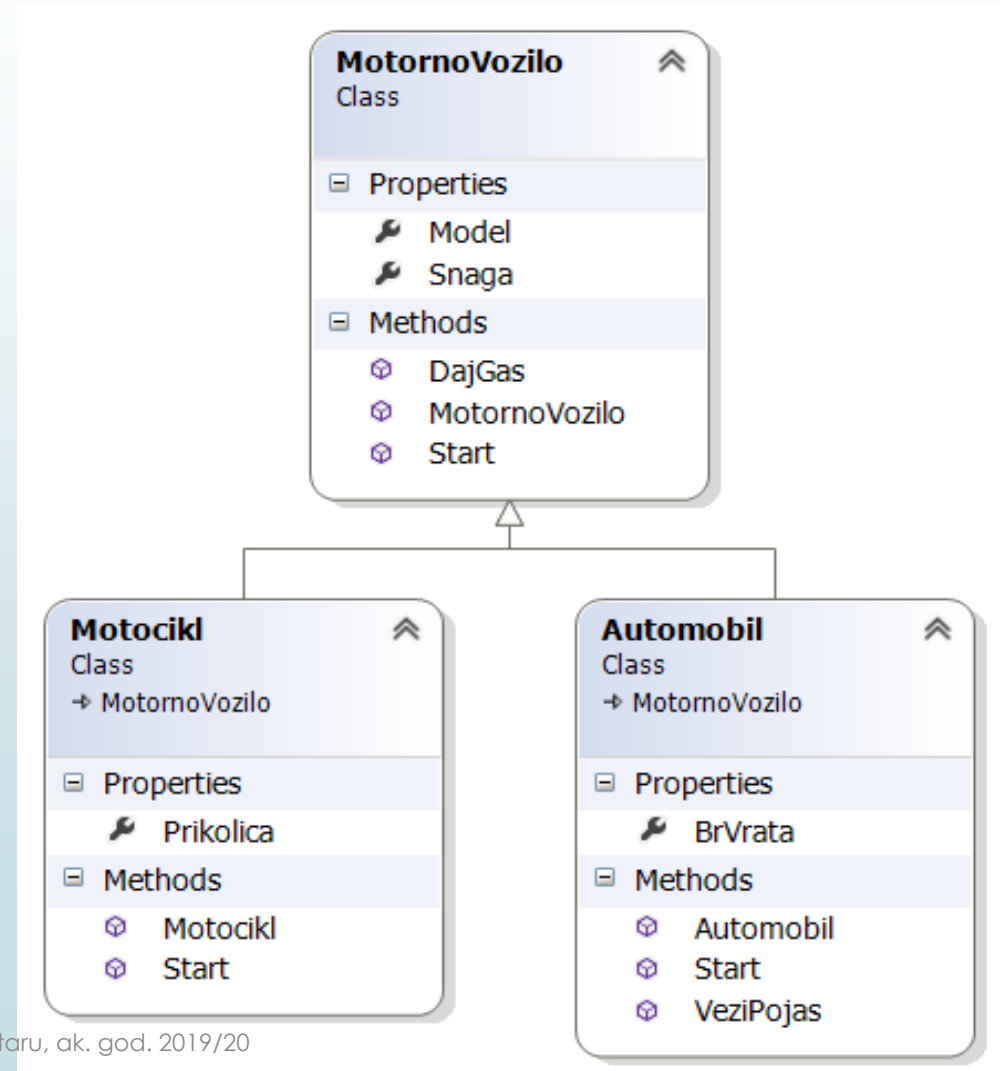 MotornoVozilo
Class
Properties
Model
Snaga
Methods
DajGas
MotornoVozilo
Start
Motocikl
Class
MotornoVozilo
Properties
Prikolica
Methods
Motocikl
Start
Automobil
Class
MotornoVozilo
Properties
BrVrata
Methods
Automobil
Start
VeziPojas
ak. god. 2019/20